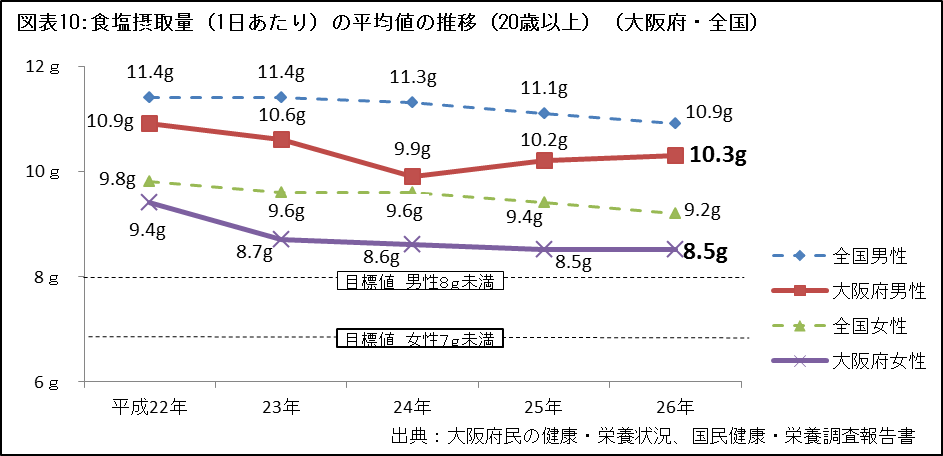 図表10:食塩摂取量（1日あたり）の平均値の推移（20歳以上）（大阪府・全国）
12ｇ
11.4g 11.4g 11.3g 11.1g 10.9g
10.9g 10.6g 9.9g 10.2g 10.3g
10ｇ
9.8g 9.6g 9.6g 9.4g 9.2g
9.4g 8.7g 8.6g 8.5g 8.5g
8ｇ
目標値　男性8ｇ未満
目標値　女性7ｇ未満
6ｇ
平成22年 23年 24年 25年 26年
全国男性
大阪府男性
全国女性
大阪府女性
出典：大阪府民の健康・栄養状況、国民健康・栄養調査報告書